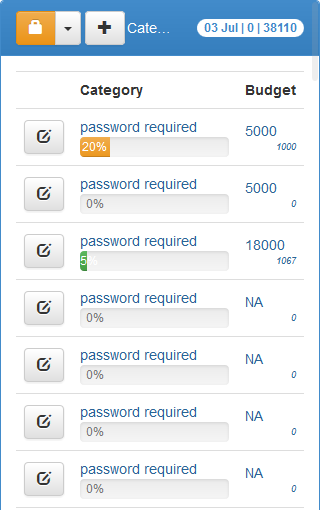 Cate...
03 Jul | 0 | 38110
Category Budget
password required 5000
20% 1000
password required 5000
0% 0
password required 18000
5% 1067
password required NA
0% 0
password required NA
0% 0
password required NA
0% 0
password required NA
0% 0